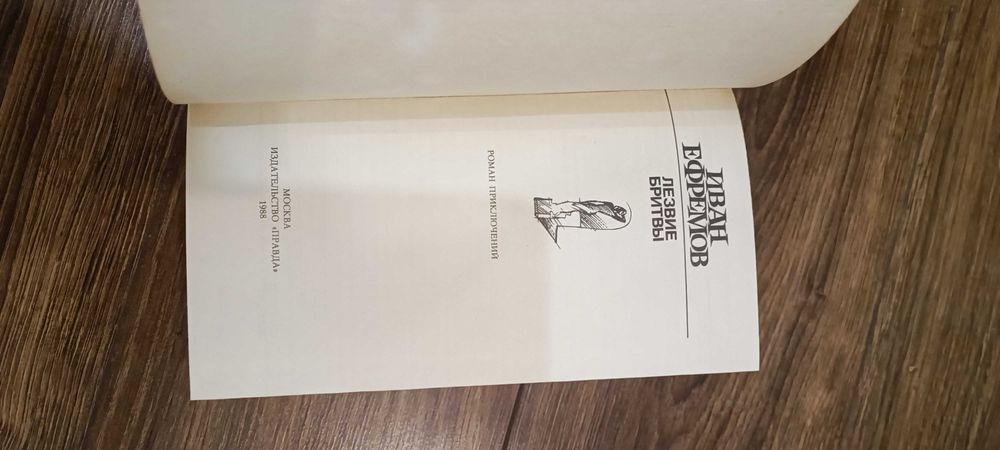 ИВАН
ЕФРЕМОВ
ЛЕЗВИЕ
БРИТВЫ
РОМАН ПРИКЛЮЧЕНИЙ
МОСКВА
ИЗДАТЕЛЬСТВО «ПРАВДА»
1988